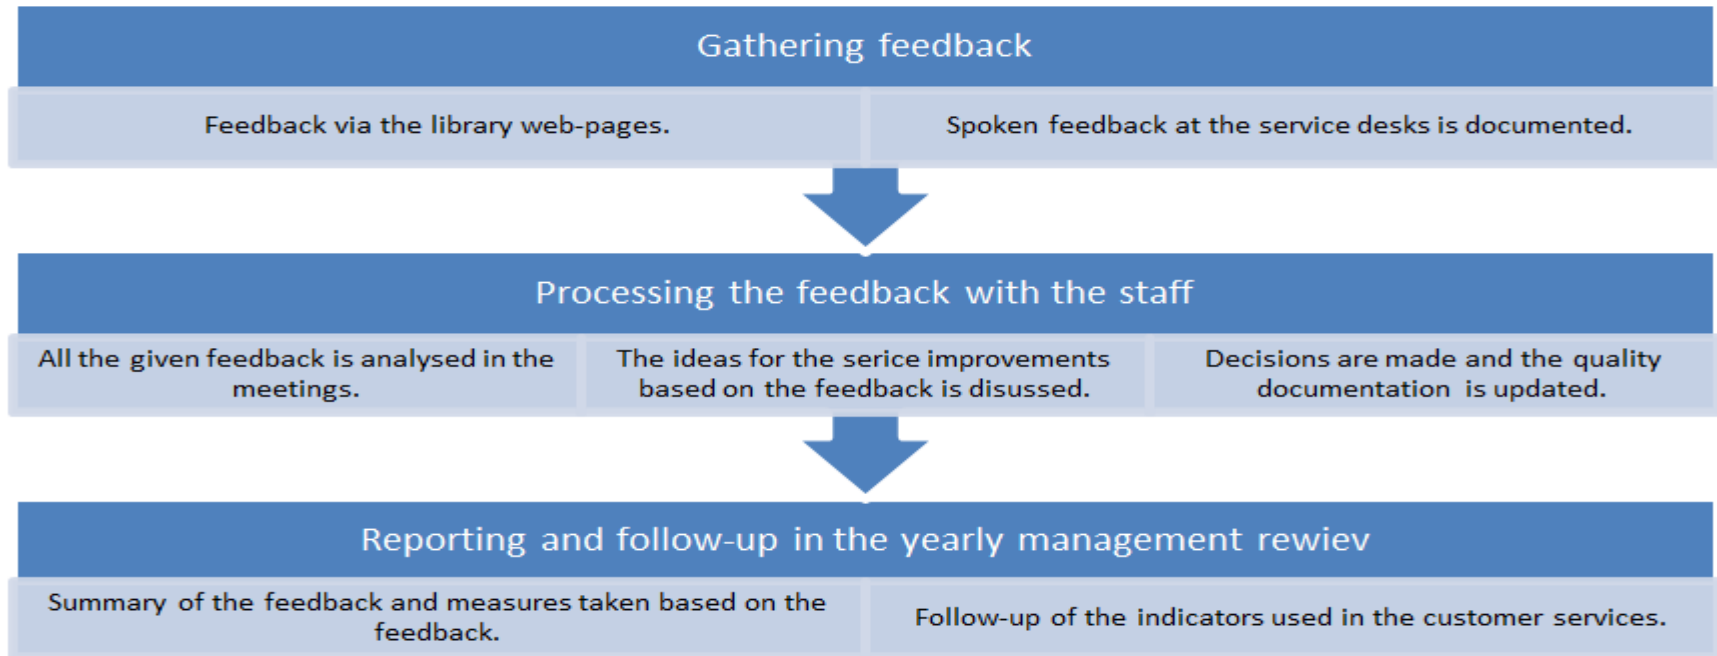 Gathering feedback
Feedback via the library web-pages.
Spoken feedback at the service desks is documented.
Processing the feedback with the staff
All the given feedback is analysed in the
meetings.
The ideas for the serice improvements
based on the feedback is disussed.
Decisions are made and the quality
documentation is updated.
Reporting and follow-up in the yearly management rewiev
Summary of the feedback and measures taken based on the
feedback.
Follow-up of the indicators used in the customer services.